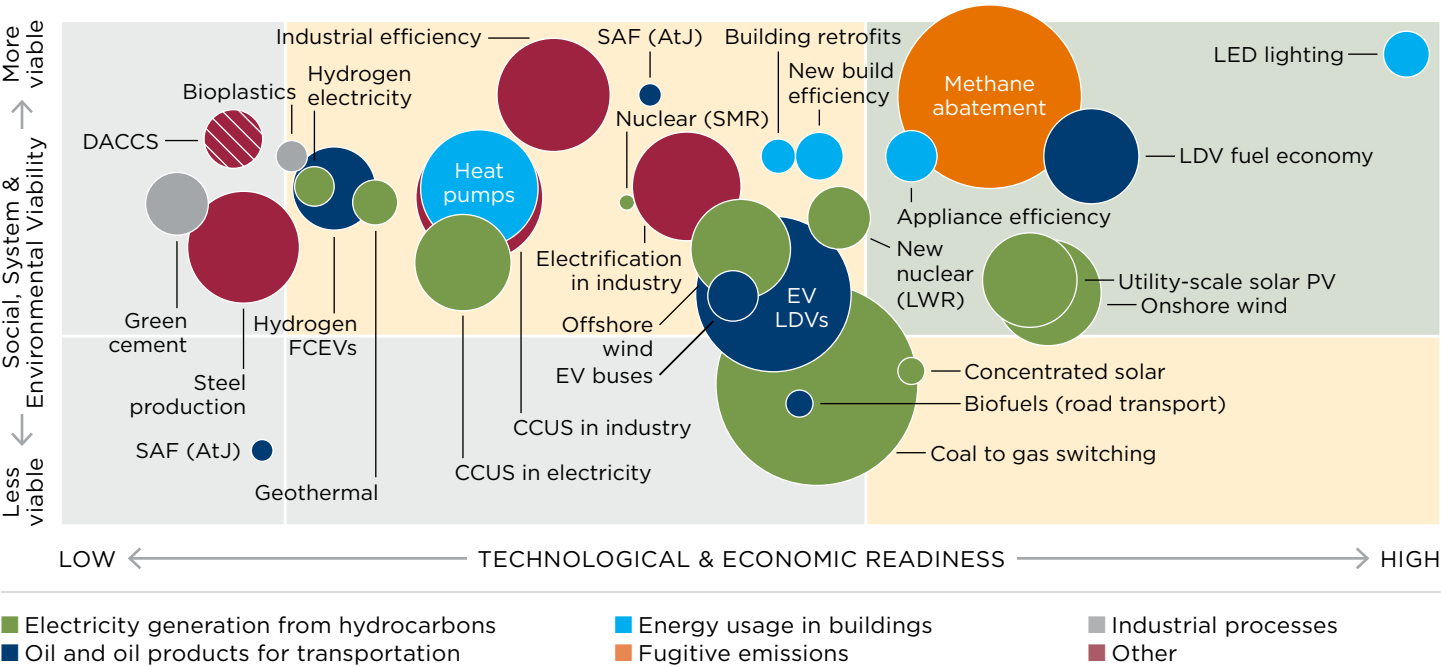 More
viable
Social, System &
Environmental Viability
Less
viable
Industrial efficiency
SAF (AtJ)
Building retrofits
LED lighting
Hydrogen
electricity
New build
efficiency
Bioplastics
Methane
abatement
DACCS
Nuclear (SMR)
LDV fuel economy
Heat
pumps
Appliance efficiency
Electrification
in industry
New
nuclear
(LWR)
Utility-scale solar PV
Onshore wind
EV
LDVs
Green
cement
Hydrogen
FCEVs
Offshore
wind
EV buses
Concentrated solar
Steel
production
Biofuels (road transport)
CCUS in industry
SAF (AtJ)
Coal to gas switching
CCUS in electricity
Geothermal
LOW
TECHNOLOGICAL & ECONOMIC READINESS
HIGH
Electricity generation from hydrocarbons
Energy usage in buildings
Industrial processes
Oil and oil products for transportation
Fugitive emissions
Other